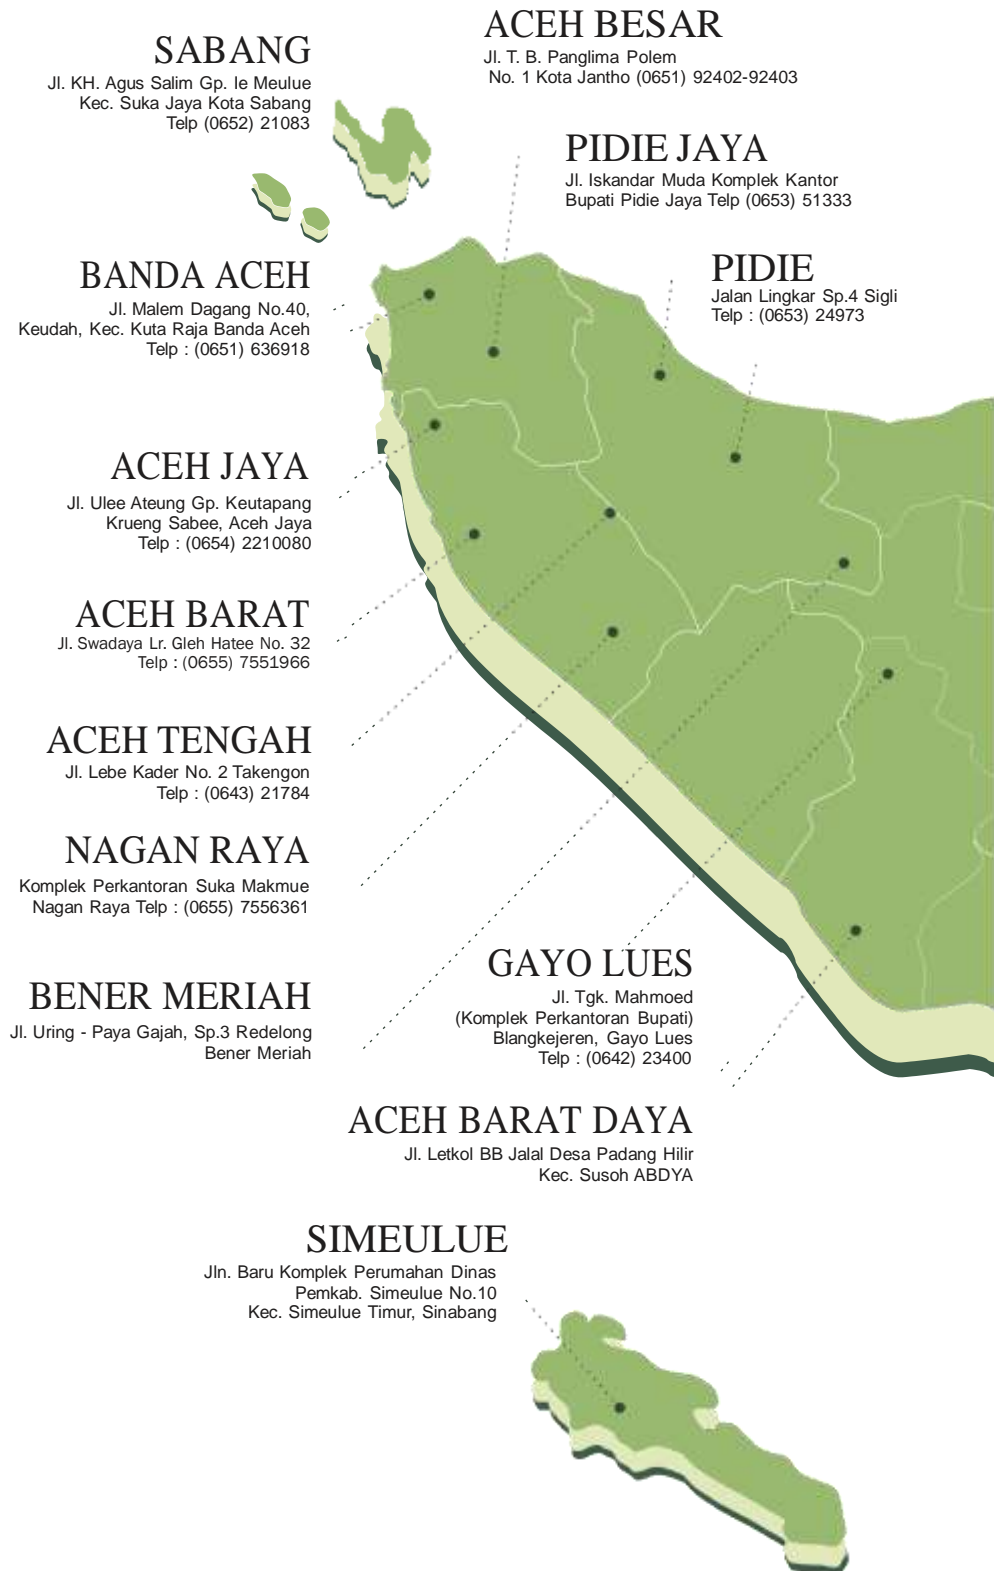 SABANG
Jl. KH. Agus Salim Gp. Ie Meulue
Kec. Suka Jaya Kota Sabang
Telp (0652) 21083
ACEH BESAR
Jl. T. B. Panglima Polem
No. 1 Kota Jantho (0651) 92402-92403
PIDIE JAYA
Jl. Iskandar Muda Komplek Kantor
Bupati Pidie Jaya Telp (0653) 51333
PIDIE
Jalan Lingkar Sp.4 Sigli
Telp : (0653) 24973
BANDA ACEH
Jl. Malem Dagang No.40,
Keudah, Kec. Kuta Raja Banda Aceh
Telp : (0651) 636918
ACEH JAYA
Jl. Ulee Ateung Gp. Keutapang
Krueng Sabee, Aceh Jaya
Telp : (0654) 2210080
ACEH BARAT
Jl. Swadaya Lr. Gleh Hatee No. 32
Telp : (0655) 7551966
ACEH TENGAH
Jl. Lebe Kader No. 2 Takengon
Telp : (0643) 21784
NAGAN RAYA
Komplek Perkantoran Suka Makmue
Nagan Raya Telp : (0655) 7556361
BENER MERIAH
Jl. Uring - Paya Gajah, Sp.3 Redelong
Bener Meriah
GAYO LUES
Jl. Tgk. Mahmoed
(Komplek Perkantoran Bupati)
Blangkejeren, Gayo Lues
Telp : (0642) 23400
ACEH BARAT DAYA
Jl. Letkol BB Jalal Desa Padang Hilir
Kec. Susoh ABDYA
SIMEULUE
Jln. Baru Komplek Perumahan Dinas
Pemkab. Simeulue No.10
Kec. Simeulue Timur, Sinabang